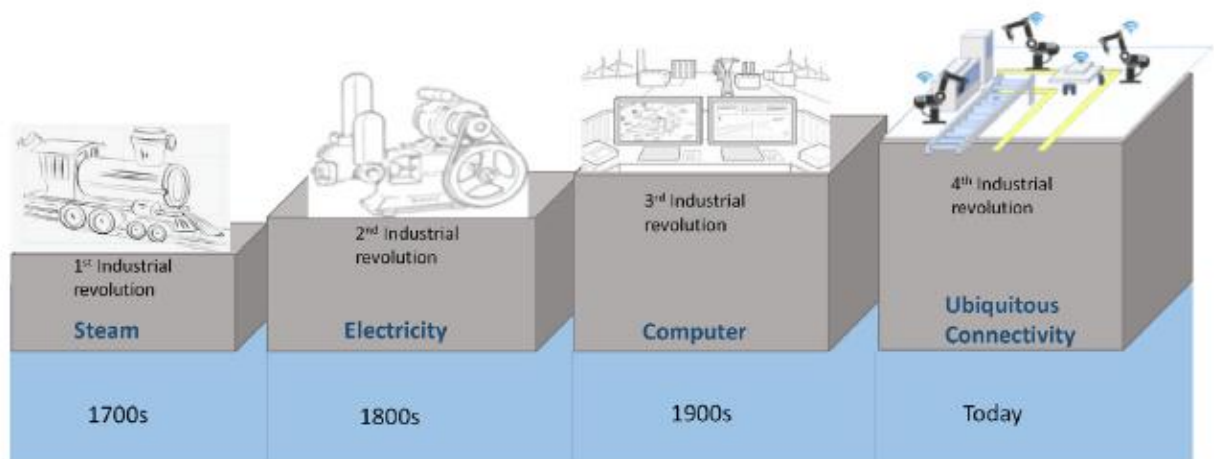 1st Industrial
revolution
Steam
2nd Industrial
revolution
Electricity
3rd Industrial
revolution
Computer
4th Industrial
revolution
Ubiquitous
Connectivity
1700s
1800s
1900s
Today